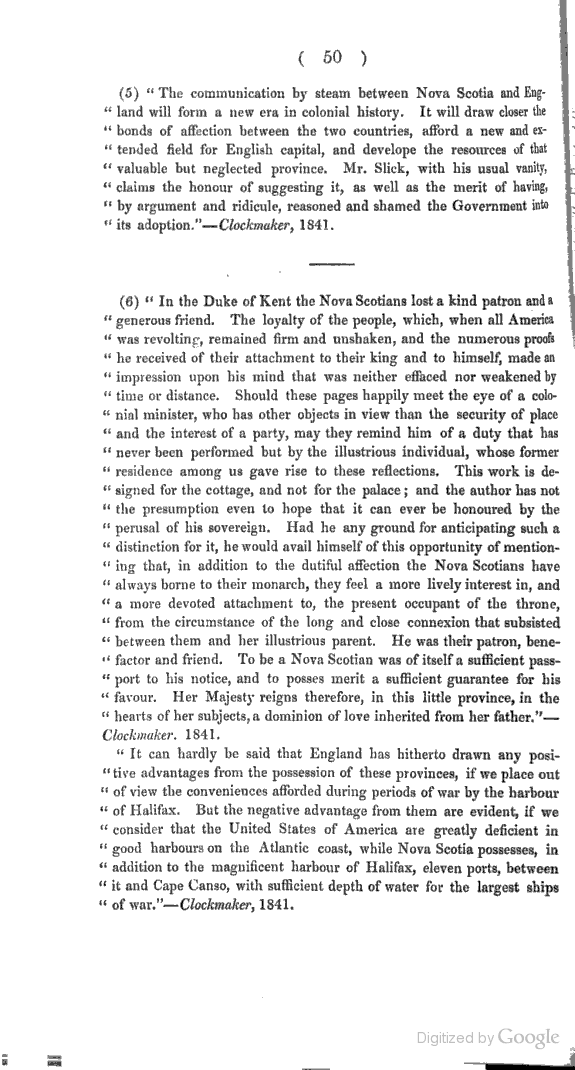 ( 50 )
(5) “ The communication by steam between Nova Scotia and Eng-
“ land will form a new era in colonial history. It will draw closer the
“ bonds of affection between the two countries, afford a new and ex-
“ tended field for English capital, and develope the resources of that
“ valuable but neglected province. Mr. Slick, with his usual vanity,
“ claims the honour of suggesting it, as well as the merit of having,
“ by argument and ridicule, reasoned and shamed the Government into
“ its adoption.”—Clockmaker, 1841.
(6) “ In the Duke of Kent the Nova Scotians lost a kind patron and a
“ generous friend. The loyalty of the people, which, when all America
“ was revolting, remained firm and unshaken, and the numerous proofs
“ he received of their attachment to their king and to himself, made an
“ impression upon his mind that was neither effaced nor weakened by
“ time or distance. Should these pages happily meet the eye of a colo-
“ nial minister, who has other objects in view than the security of place
“ and the interest of a party, may they remind him of a duty that has
“ never been performed but by the illustrious individual, whose former
“ residence among us gave rise to these reflections. This work is de-
“ signed for the cottage, and not for the palace; and the author has not
“ the presumption even to hope that it can ever be honoured by the
“ perusal of his sovereign. Had he any ground for anticipating such a
“ distinction for it, he would avail himself of this opportunity of mention-
“ ing that, in addition to the dutiful affection the Nova Scotians have
“ always borne to their monarch, they feel a more lively interest in, and
“ a more devoted attachment to, the present occupant of the throne,
“ from the circumstance of the long and close connexion that subsisted
“ between them and her illustrious parent. He was their patron, bene-
“ factor and friend. To be a Nova Scotian was of itself a sufficient pass-
“ port to his notice, and to posses merit a sufficient guarantee for his
“ favour. Her Majesty reigns therefore, in this little province, in the
“ hearts of her subjects, a dominion of love inherited from her father.”—
Clockmaker. 1841.
“ It can hardly be said that England has hitherto drawn any posi-
“ tive advantages from the possession of these provinces, if we place out
“ of view the conveniences afforded during periods of war by the harbour
“ of Halifax. But the negative advantage from them are evident, if we
“ consider that the United States of America are greatly deficient in
“ good harbours on the Atlantic coast, while Nova Scotia possesses, in
“ addition to the magnificent harbour of Halifax, eleven ports, between
“ it and Cape Canso, with sufficient depth of water for the largest ships
“ of war.”—Clockmaker, 1841.
Digitized by Google